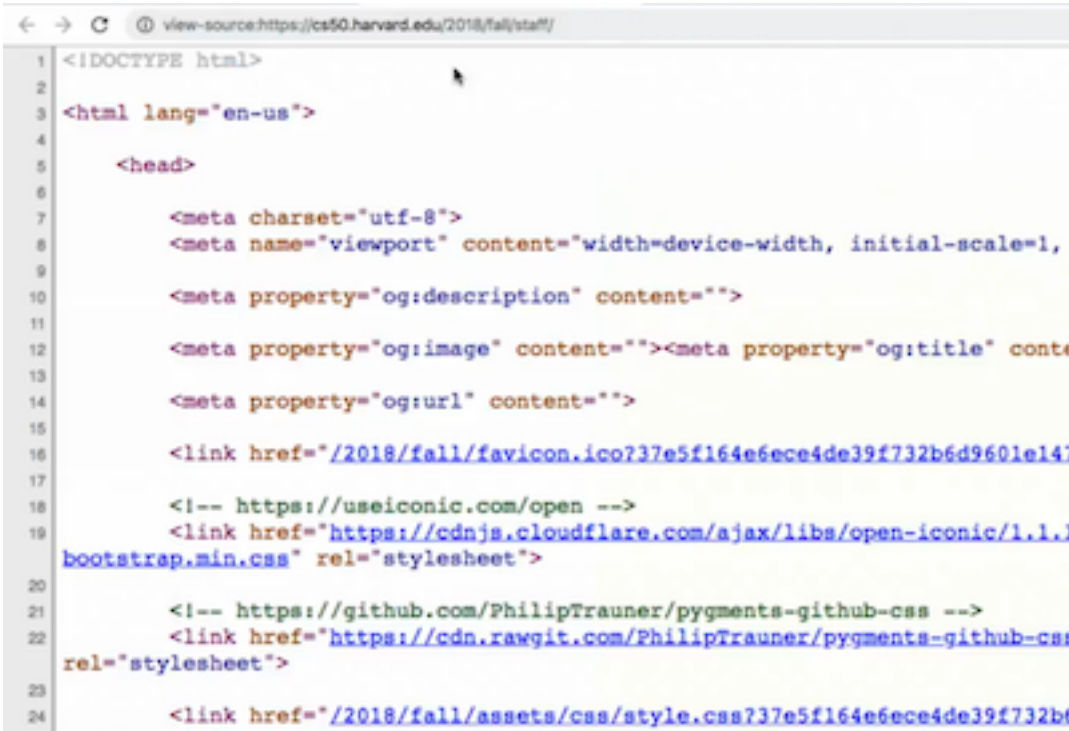 view-source:https://cs50.harvard.edu/2018/fall/staff/
1 <!DOCTYPE html>
2
3 <html lang="en-us">
4
5 <head>
6
7 <meta charset="utf-8">
8 <meta name="viewport" content="width=device-width, initial-scale=1,
9
10 <meta property="og:description" content="">
11
12 <meta property="og:image" content=""><meta property="og:title" conte
13
14 <meta property="og:url" content="">
15
16 <link href="/2018/fall/favicon.ico?37e5f164e6ece4de39f732b6d9601e147
17
18 <!-- https://useiconic.com/open -->
19 <link href="https://cdnjs.cloudflare.com/ajax/libs/open-iconic/1.1.1
bootstrap.min.css" rel="stylesheet">
20
21 <!-- https://github.com/PhilipTrauner/pygments-github-css -->
22 <link href="https://cdn.rawgit.com/PhilipTrauner/pygments-github-css
rel="stylesheet">
23
24 <link href="/2018/fall/assets/css/style.css?37e5f164e6ece4de39f732b6